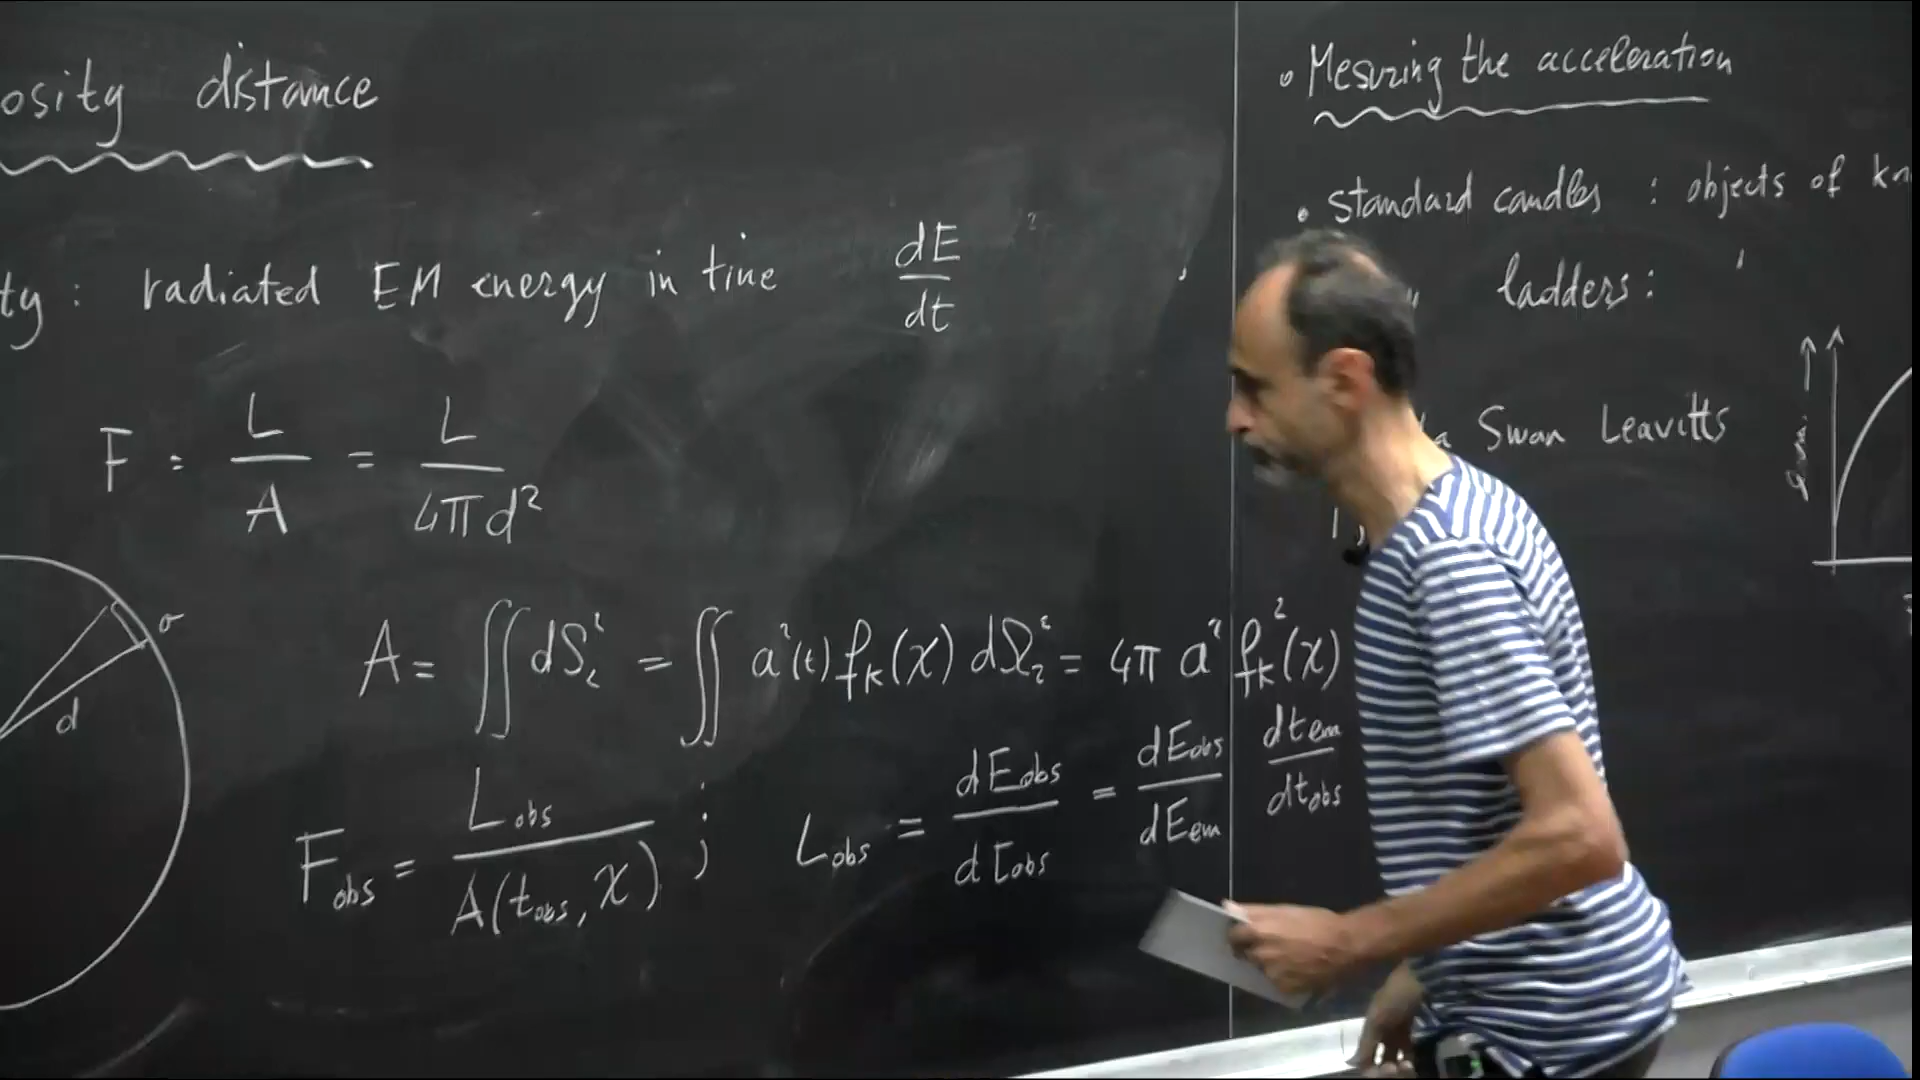 osity distance
ty : radiated EM energy in time dE/dt ,
F = L/A = L/4πd²
σ
d
A = ∬ dS₂² = ∬ a²(t) f_K(χ) dΩ₂² = 4π a² f_K²(χ)
F_obs = L_obs / A(t_obs, χ) ; L_obs = dE_obs/dt_obs = dE_obs/dE_em dt_em/dt_obs
• Mesuring the acceleration
• standard candles : objects of kn
" ladders :
a Swan Leavitts